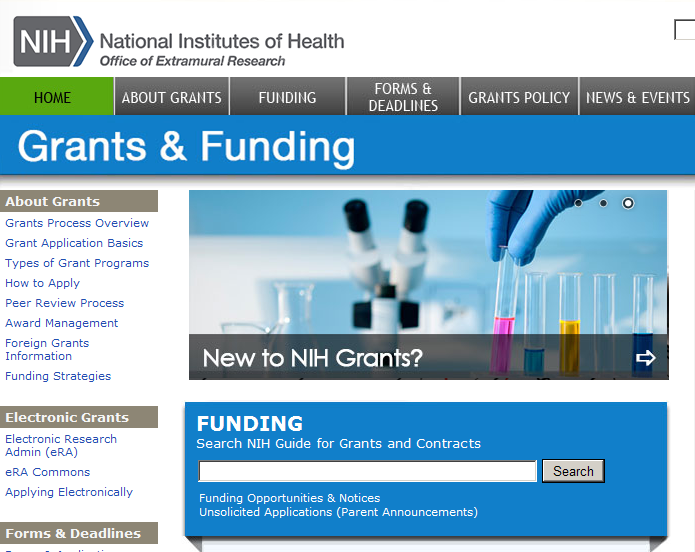 NIH National Institutes of Health
Office of Extramural Research
HOME
ABOUT GRANTS
FUNDING
FORMS &
DEADLINES
GRANTS POLICY
NEWS & EVENTS
Grants & Funding
About Grants
Grants Process Overview
Grant Application Basics
Types of Grant Programs
How to Apply
Peer Review Process
Award Management
Foreign Grants
Information
Funding Strategies
Electronic Grants
Electronic Research
Admin (eRA)
eRA Commons
Applying Electronically
Forms & Deadlines
New to NIH Grants?
FUNDING
Search NIH Guide for Grants and Contracts
Search
Funding Opportunities & Notices
Unsolicited Applications (Parent Announcements)